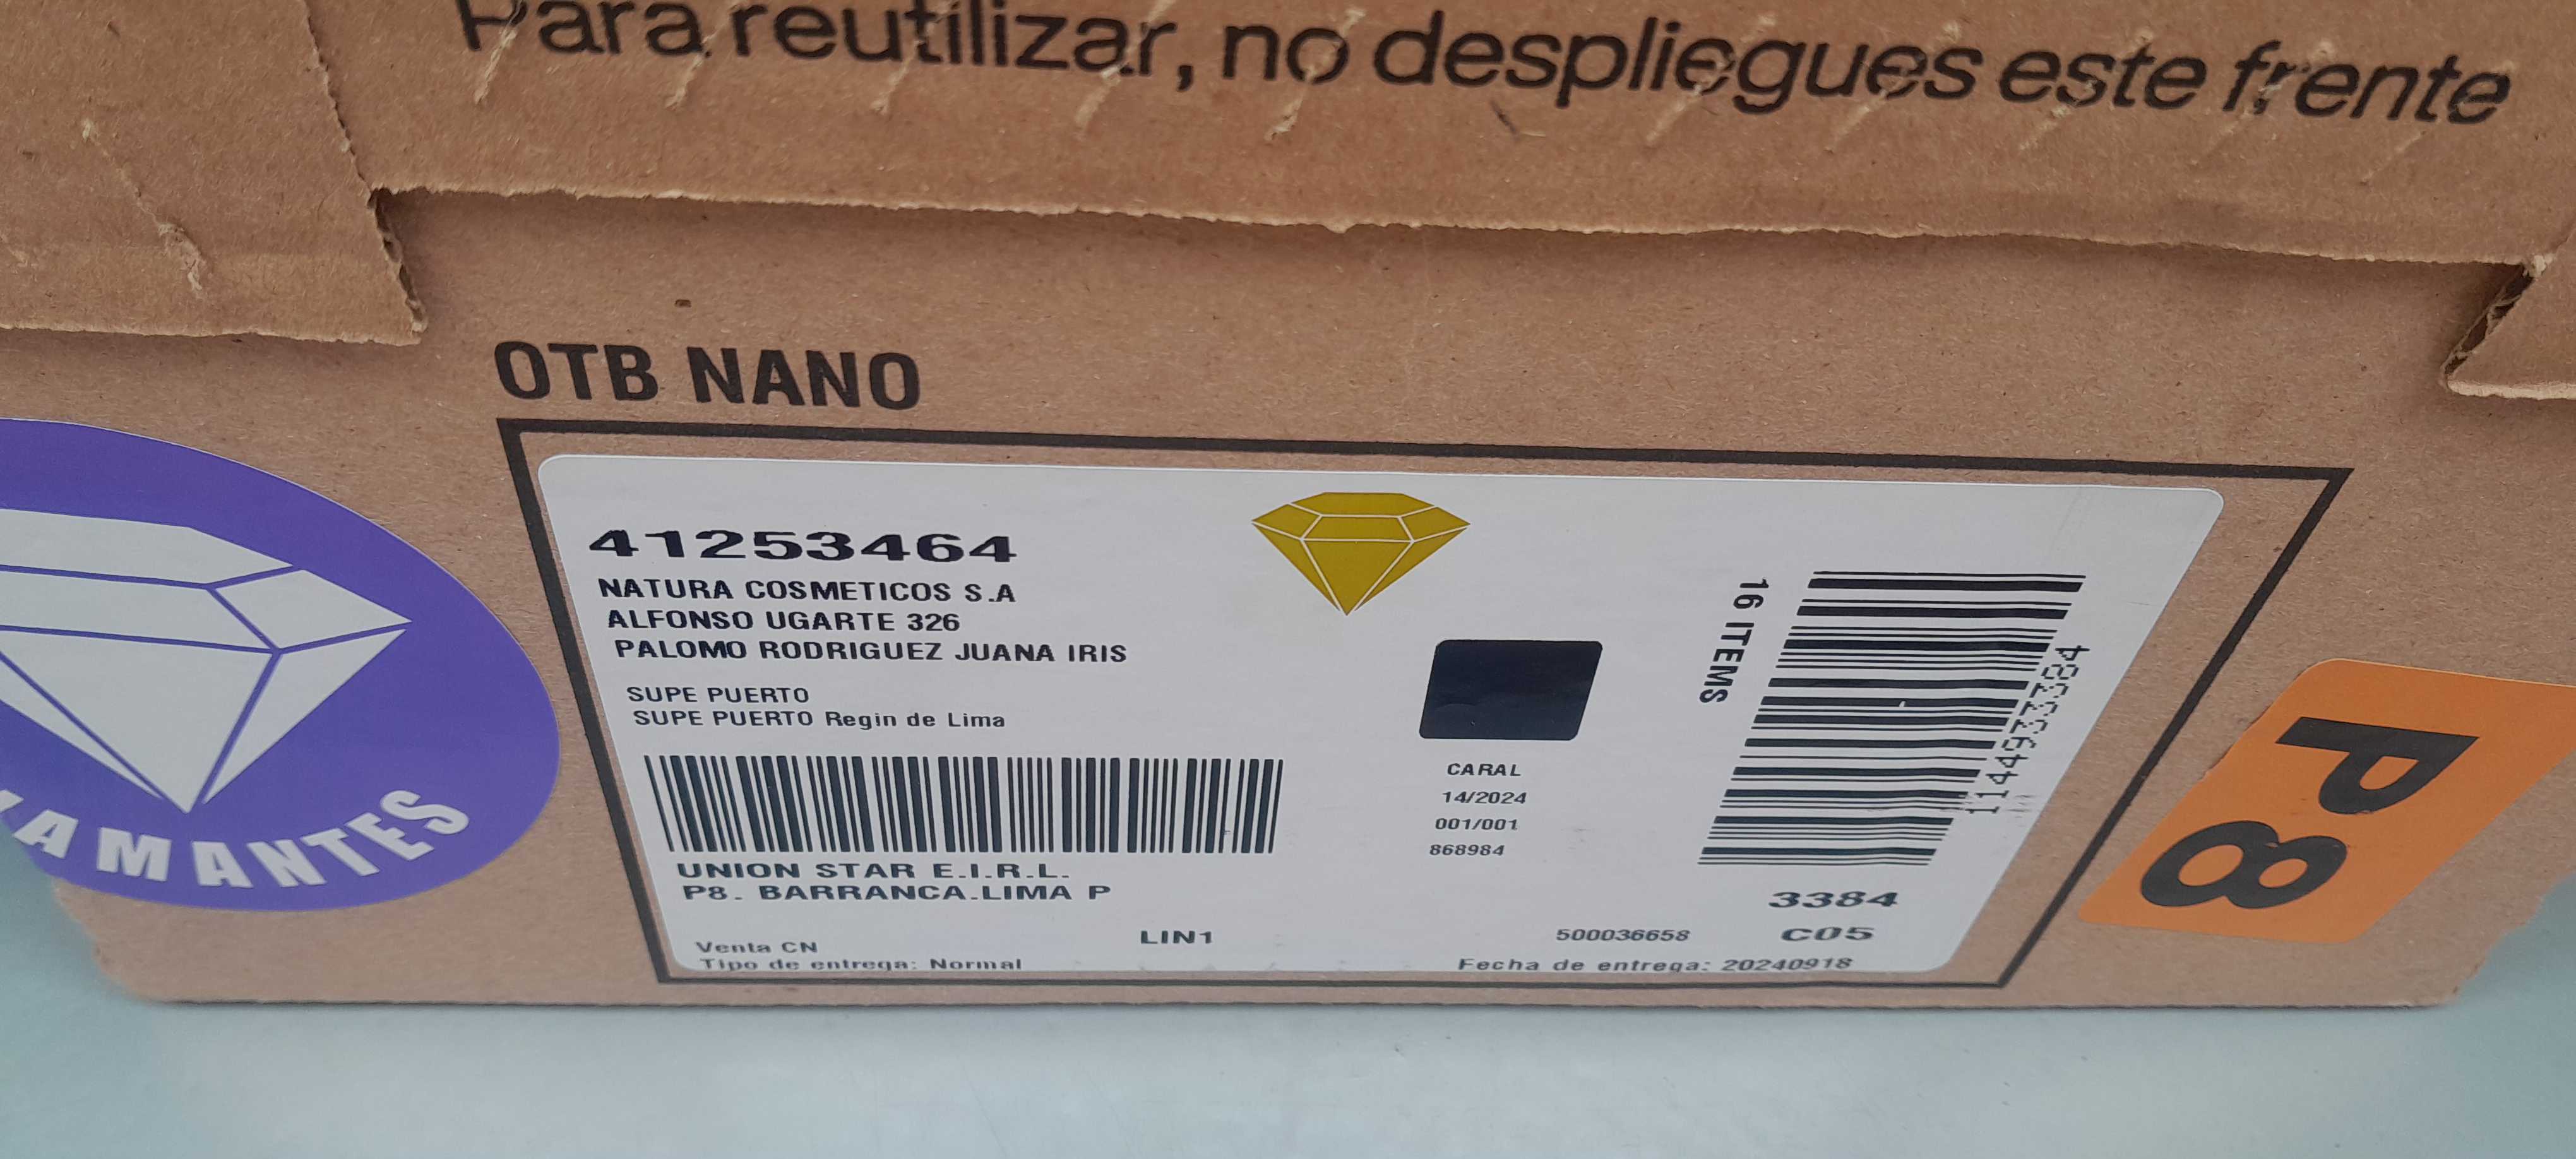 Para reutilizar, no despliegues este frente
OTB NANO
41253464
NATURA COSMETICOS S.A
ALFONSO UGARTE 326
PALOMO RODRIGUEZ JUANA IRIS
SUPE PUERTO
SUPE PUERTO Regin de Lima
UNION STAR E.I.R.L.
P8. BARRANCA.LIMA P
Venta CN
Tipo de entrega: Normal
LIN1
CARAL
14/2024
001/001
868984
16 ITEMS
1144973384
3384
C05
500036658
Fecha de entrega: 20240918
IAMANTES
P8